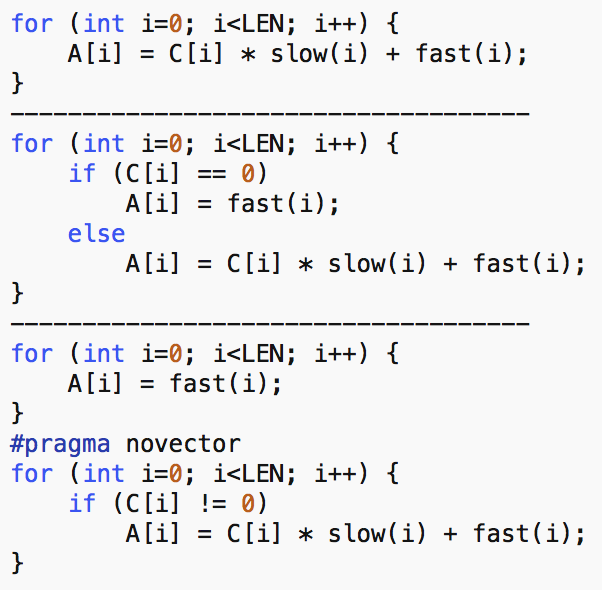 for (int i=0; i<LEN; i++) {
    A[i] = C[i] * slow(i) + fast(i);
}
------------------------------------
for (int i=0; i<LEN; i++) {
    if (C[i] == 0)
        A[i] = fast(i);
    else
        A[i] = C[i] * slow(i) + fast(i);
}
------------------------------------
for (int i=0; i<LEN; i++) {
    A[i] = fast(i);
}
#pragma novector
for (int i=0; i<LEN; i++) {
    if (C[i] != 0)
        A[i] = C[i] * slow(i) + fast(i);
}